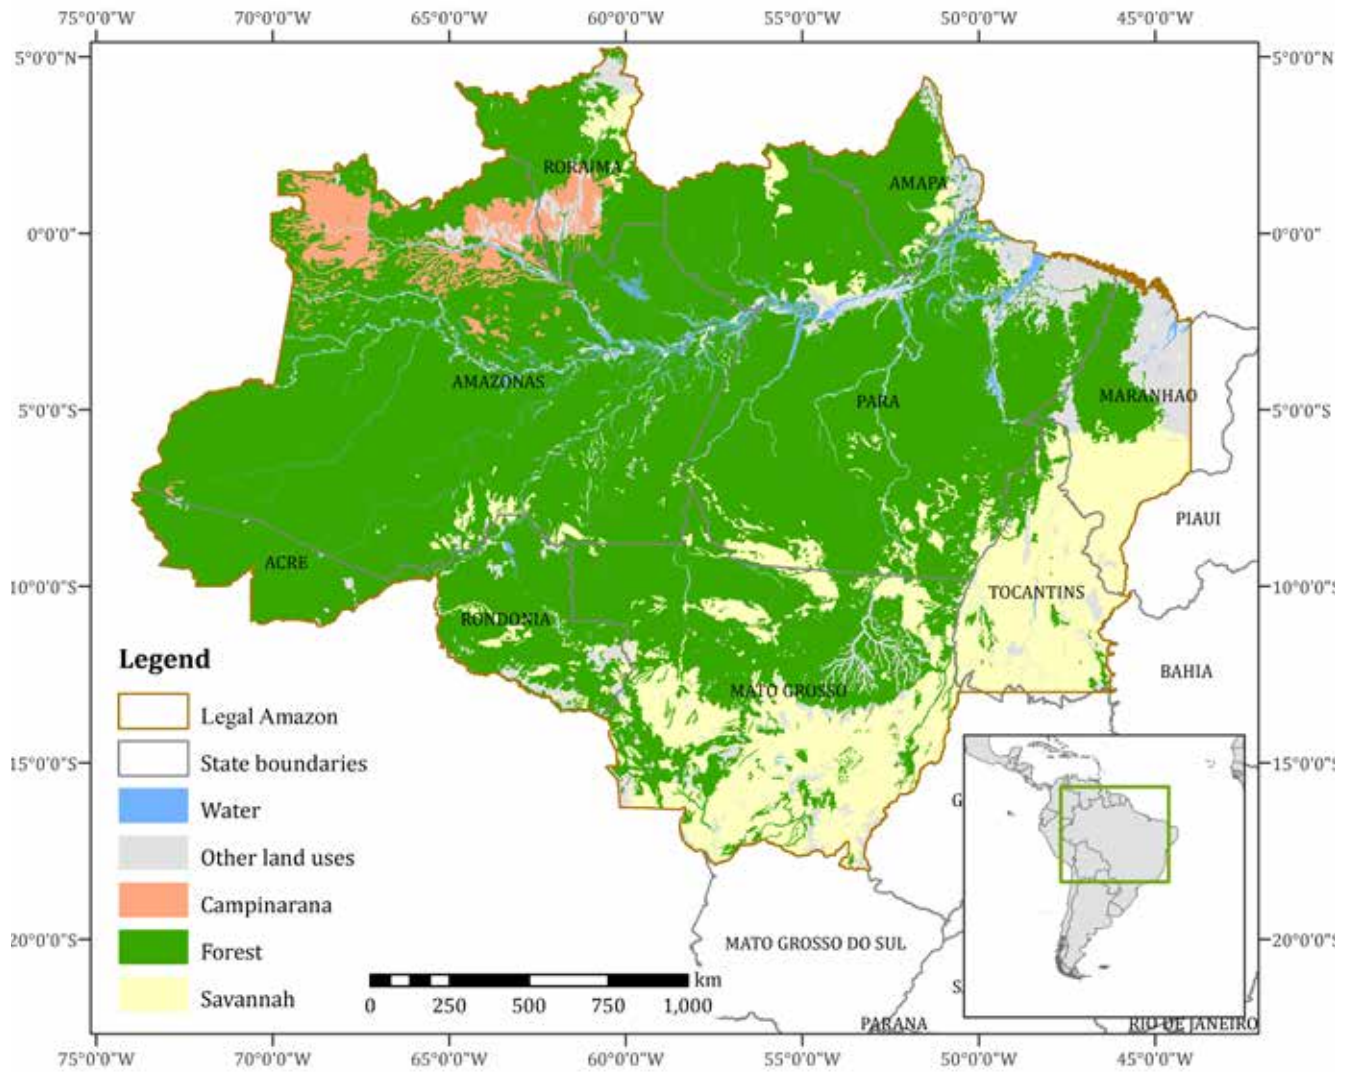 75°0'0"W 70°0'0"W 65°0'0"W 60°0'0"W 55°0'0"W 50°0'0"W 45°0'0"W
5°0'0"N 5°0'0"N
RORAIMA
AMAPA
0°0'0" 0°0'0"
AMAZONAS
PARA
MARANHAO
5°0'0"S 5°0'0"S
PIAUI
ACRE
10°0'0"S 10°0'0"S
TOCANTINS
RONDONIA
BAHIA
MATO GROSSO
Legend
Legal Amazon
State boundaries
Water
Other land uses
Campinarana
Forest
Savannah
15°0'0"S 15°0'0"
G
20°0'0"S 20°0'0"
MATO GROSSO DO SUL
km
0 250 500 750 1,000
PARANA
RIO DE JANEIRO
75°0'0"W 70°0'0"W 65°0'0"W 60°0'0"W 55°0'0"W 50°0'0"W 45°0'0"W